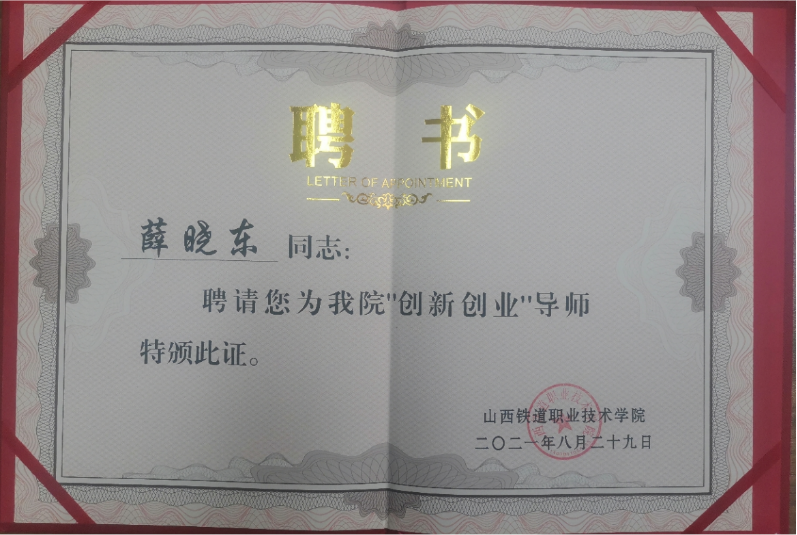 聘 书
LETTER OF APPOINTMENT
薛晓东 同志:
聘请您为我院"创新创业"导师
特颁此证。
山西铁道职业技术学院
二〇二一年八月二十九日